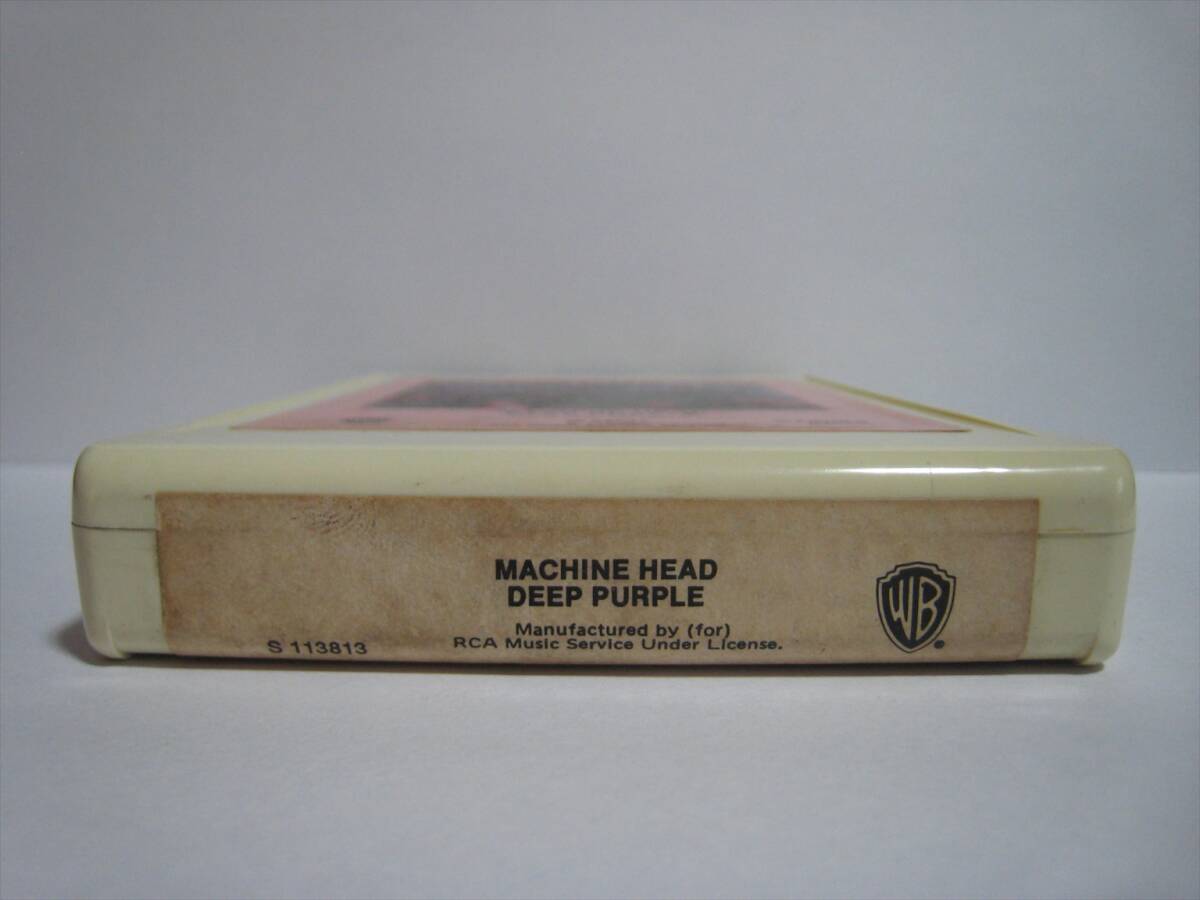 MACHINE HEAD
DEEP PURPLE
Manufactured by (for)
RCA Music Service Under License.
S 113813
WB
®